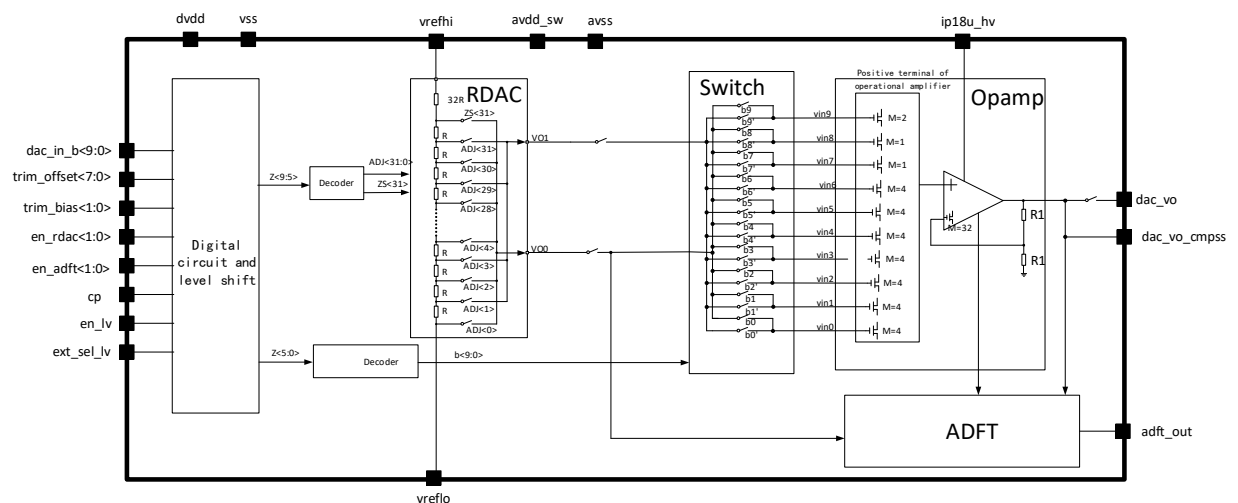 dvdd
vss
vrefhi
avdd_sw
avss
ip18u_hv
dac_in_b<9:0>
trim_offset<7:0>
trim_bias<1:0>
en_rdac<1:0>
en_adft<1:0>
cp
en_lv
ext_sel_lv
Digital
circuit and
level shift
Z<9:5>
Decoder
ADJ<31:0>
ZS<31>
Z<5:0>
Decoder
b<9:0>
RDAC
32R
ZS<31>
R
ADJ<31>
R
ADJ<30>
R
ADJ<29>
R
ADJ<28>
ADJ<4>
R
ADJ<3>
R
ADJ<2>
R
ADJ<1>
R
ADJ<0>
VO1
VO0
Switch
b9
b9'
b8
b8'
b7
b7'
b6
b6'
b5
b5'
b4
b4'
b3
b3'
b2
b2'
b1
b1'
b0
b0'
vin9
vin8
vin7
vin6
vin5
vin4
vin3
vin2
vin1
vin0
Positive terminal of
operational amplifier
Opamp
M=2
M=1
M=1
M=4
M=4
M=4
M=4
M=4
M=4
M=4
+
M=32
R1
R1
dac_vo
dac_vo_cmpss
ADFT
adft_out
vreflo